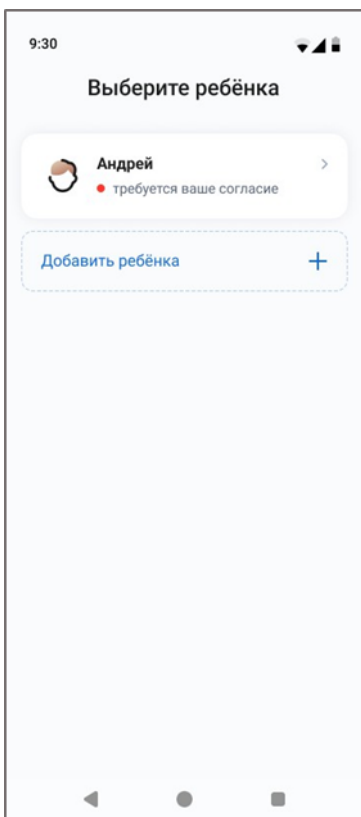 9:30
Выберите ребёнка
Андрей
требуется ваше согласие
Добавить ребёнка